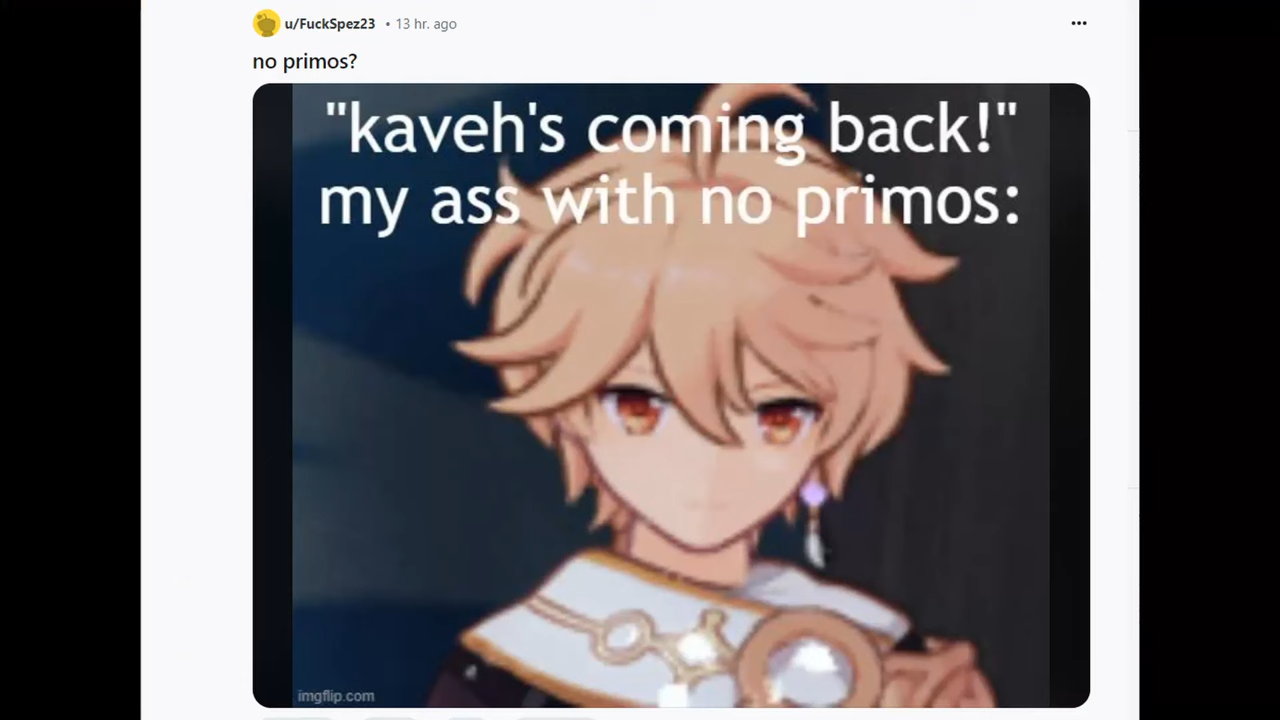 u/FuckSpez23 • 13 hr. ago
no primos?
"kaveh's coming back!"
my ass with no primos:
imgflip.com